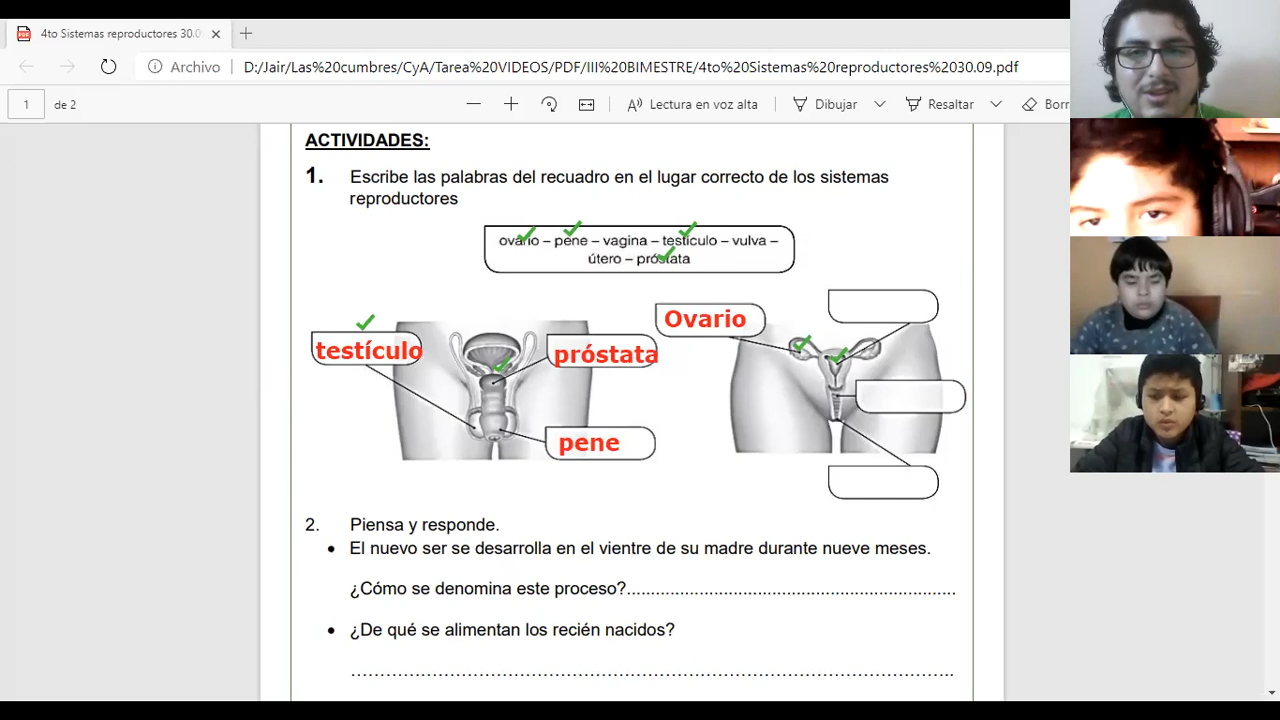 4to Sistemas reproductores 30.0
Archivo D:/Jair/Las%20cumbres/CyA/Tarea%20VIDEOS/PDF/III%20BIMESTRE/4to%20Sistemas%20reproductores%2030.09.pdf
1 de 2 Lectura en voz alta Dibujar Resaltar Borr
ACTIVIDADES:
1. Escribe las palabras del recuadro en el lugar correcto de los sistemas
reproductores
ovario – pene – vagina – testículo – vulva –
útero – próstata
testículo
próstata
pene
Ovario
2. Piensa y responde.
• El nuevo ser se desarrolla en el vientre de su madre durante nueve meses.
¿Cómo se denomina este proceso?......................................................................
• ¿De qué se alimentan los recién nacidos?
……………………………………………………………………………………………..